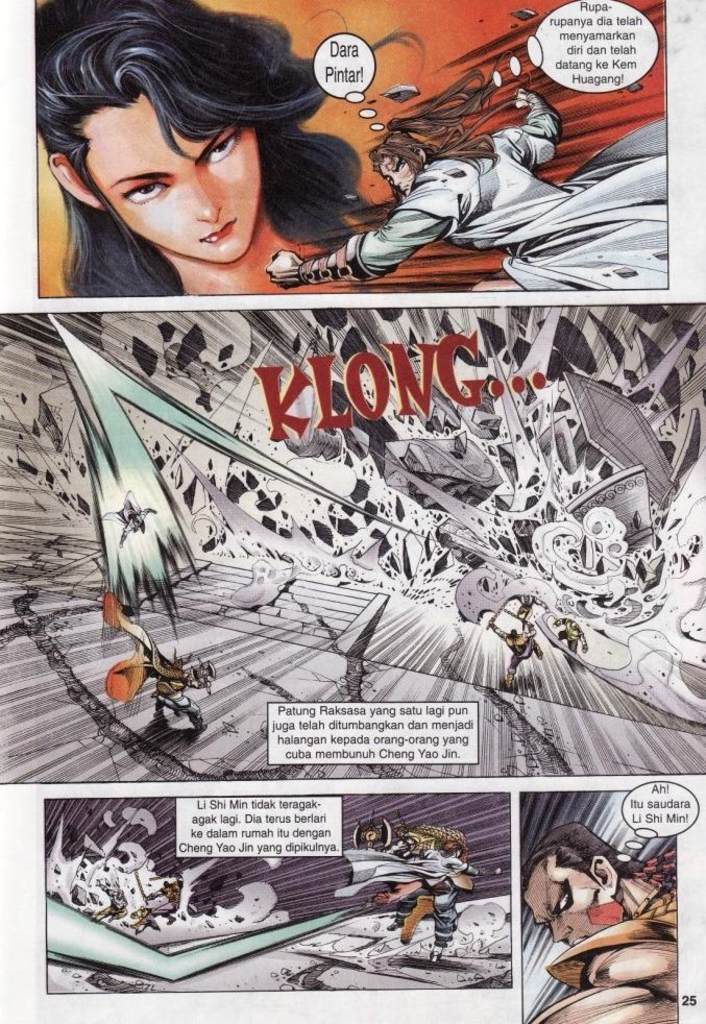 Dara
Pintar!
Rupa-
rupanya dia telah
menyamarkan
diri dan telah
datang ke Kem
Huagang!
KLONG...
Patung Raksasa yang satu lagi pun
juga telah ditumbangkan dan menjadi
halangan kepada orang-orang yang
cuba membunuh Cheng Yao Jin.
Li Shi Min tidak teragak-
agak lagi. Dia terus berlari
ke dalam rumah itu dengan
Cheng Yao Jin yang dipikulnya.
Ah!
Itu saudara
Li Shi Min!
25